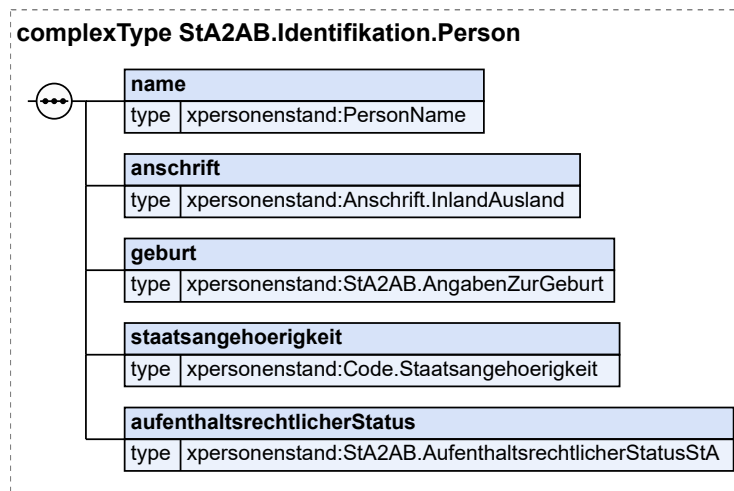 complexType StA2AB.Identifikation.Person
name
type xpersonenstand:PersonName
anschrift
type xpersonenstand:Anschrift.InlandAusland
geburt
type xpersonenstand:StA2AB.AngabenZurGeburt
staatsangehoerigkeit
type xpersonenstand:Code.Staatsangehoerigkeit
aufenthaltsrechtlicherStatus
type xpersonenstand:StA2AB.AufenthaltsrechtlicherStatusStA